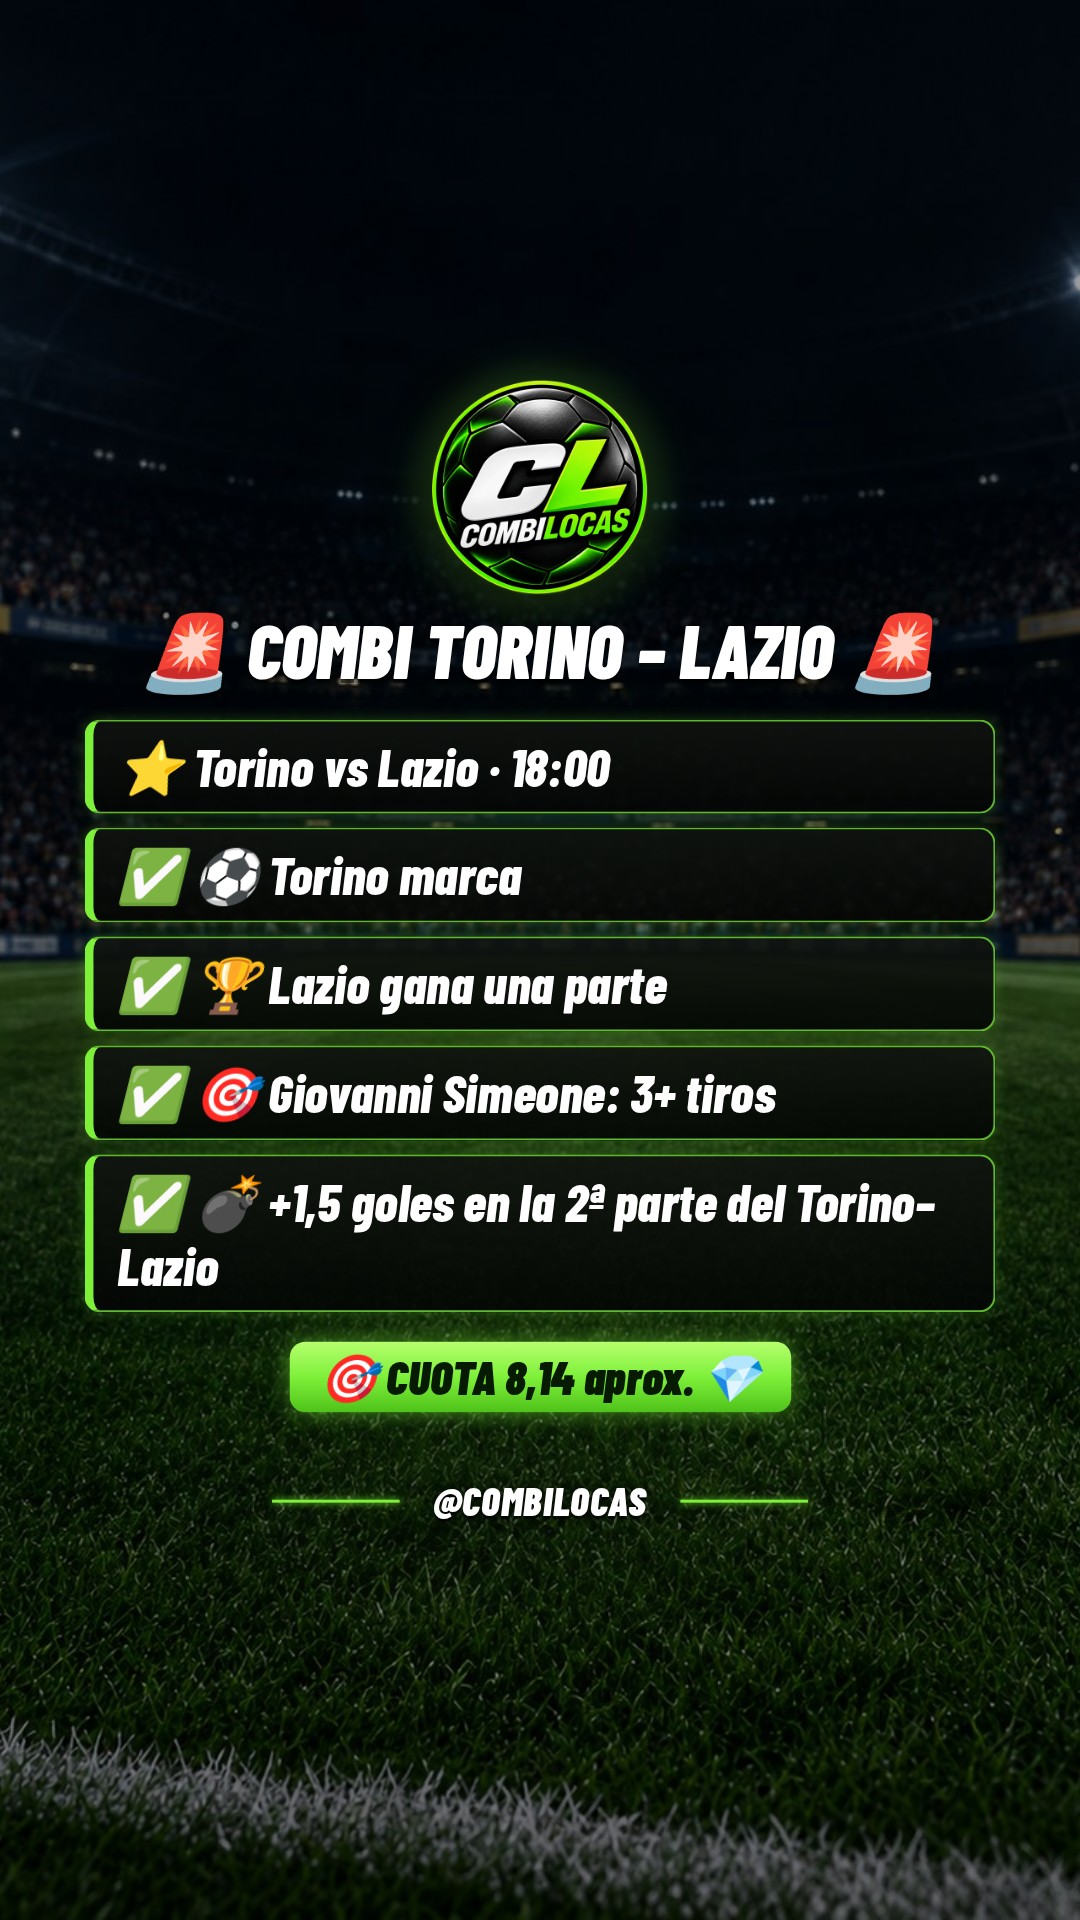 CL
COMBILOCAS
🚨 COMBI TORINO - LAZIO 🚨
⭐ Torino vs Lazio · 18:00
✅ ⚽ Torino marca
✅ 🏆 Lazio gana una parte
✅ 🎯 Giovanni Simeone: 3+ tiros
✅ 💣 +1,5 goles en la 2ª parte del Torino-
Lazio
🎯 CUOTA 8,14 aprox. 💎
@COMBILOCAS